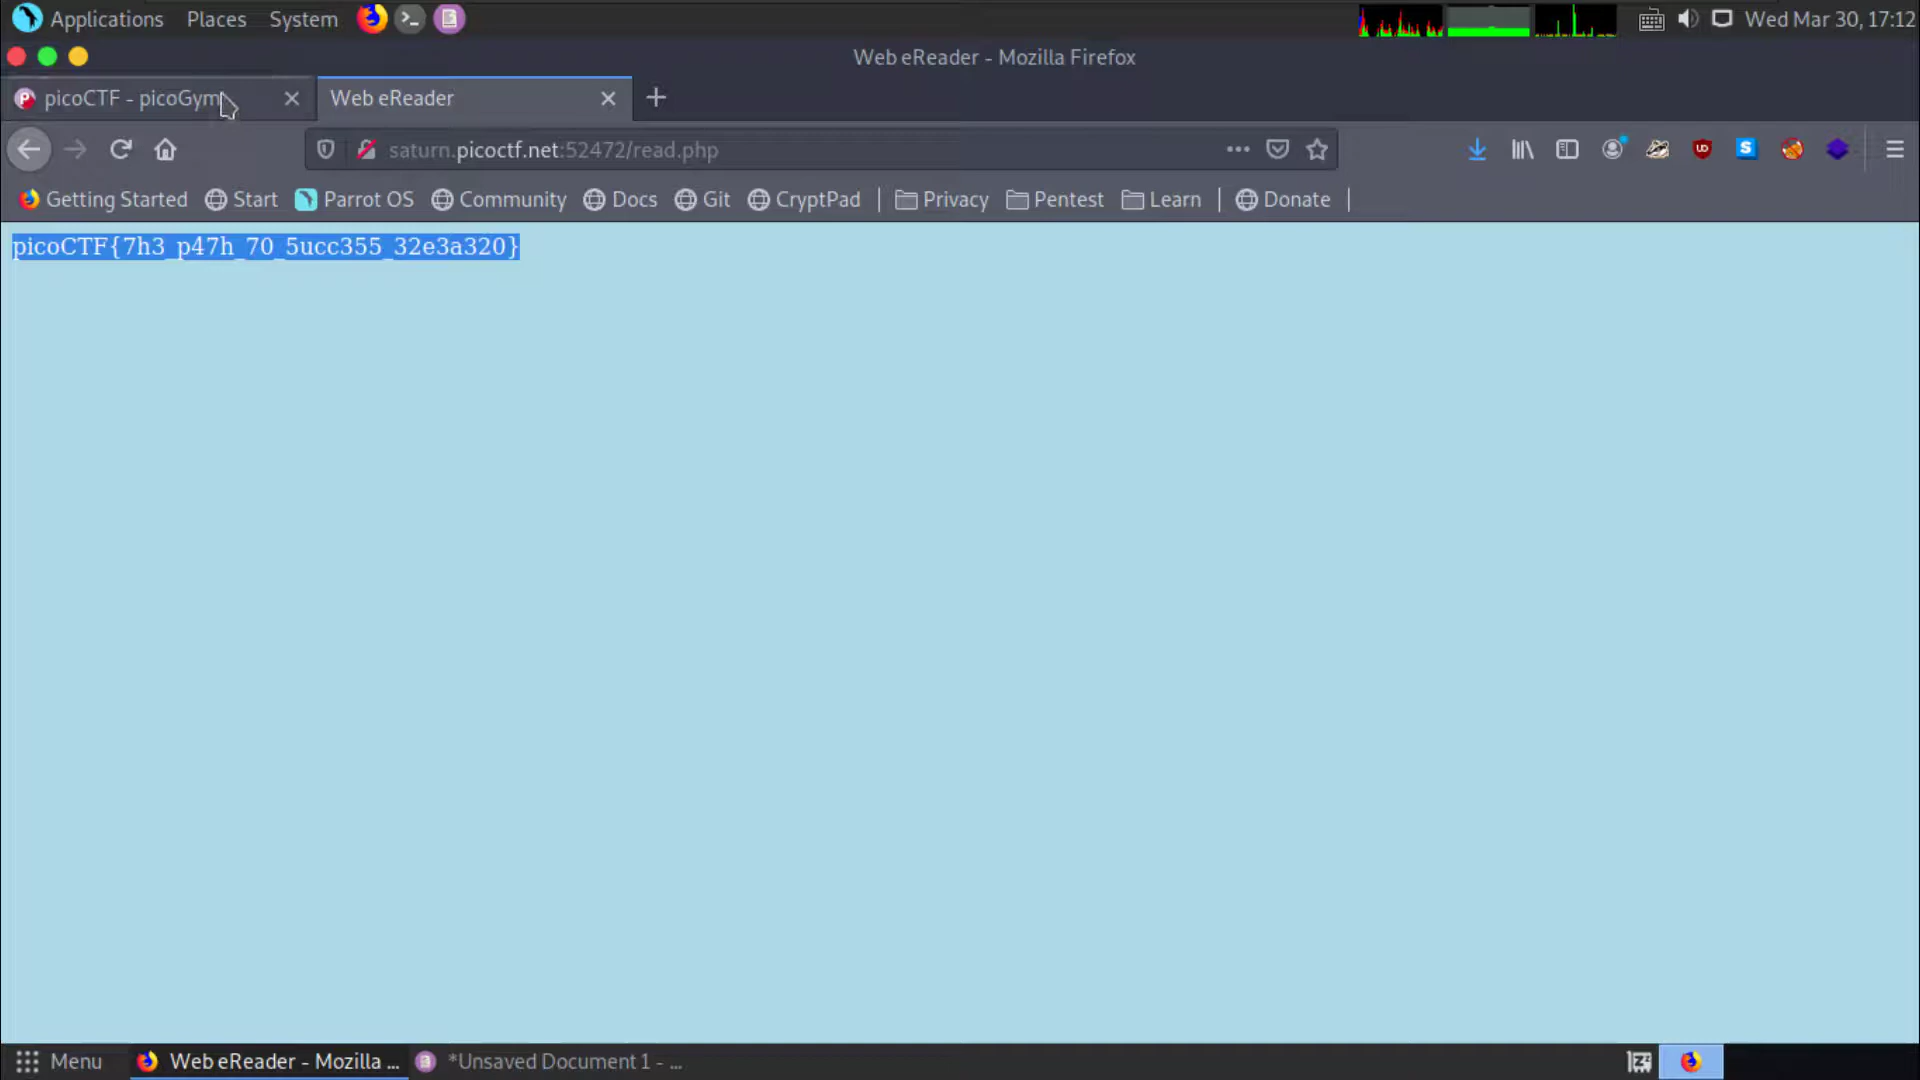 Applications Places System Wed Mar 30, 17:12
Web eReader - Mozilla Firefox
picoCTF - picoGym Web eReader
saturn.picoctf.net:52472/read.php
Getting Started Start Parrot OS Community Docs Git CryptPad Privacy Pentest Learn Donate
picoCTF{7h3_p47h_70_5ucc355_32e3a320}
Menu Web eReader - Mozilla ... *Unsaved Document 1 - ...